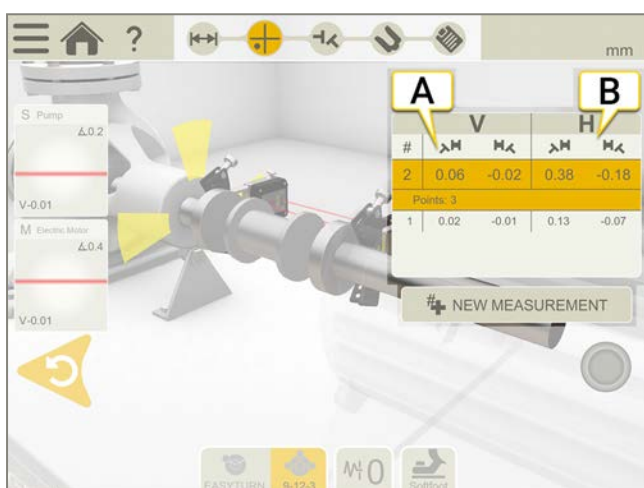 ?
mm
S Pump
∡0.2
V-0.01
M Electric Motor
∡0.4
V-0.01
A
B
V H
#
2 0.06 -0.02 0.38 -0.18
Points: 3
1 0.02 -0.01 0.13 -0.07
#+ NEW MEASUREMENT
EASYTURN
9-12-3
0
Softfoot